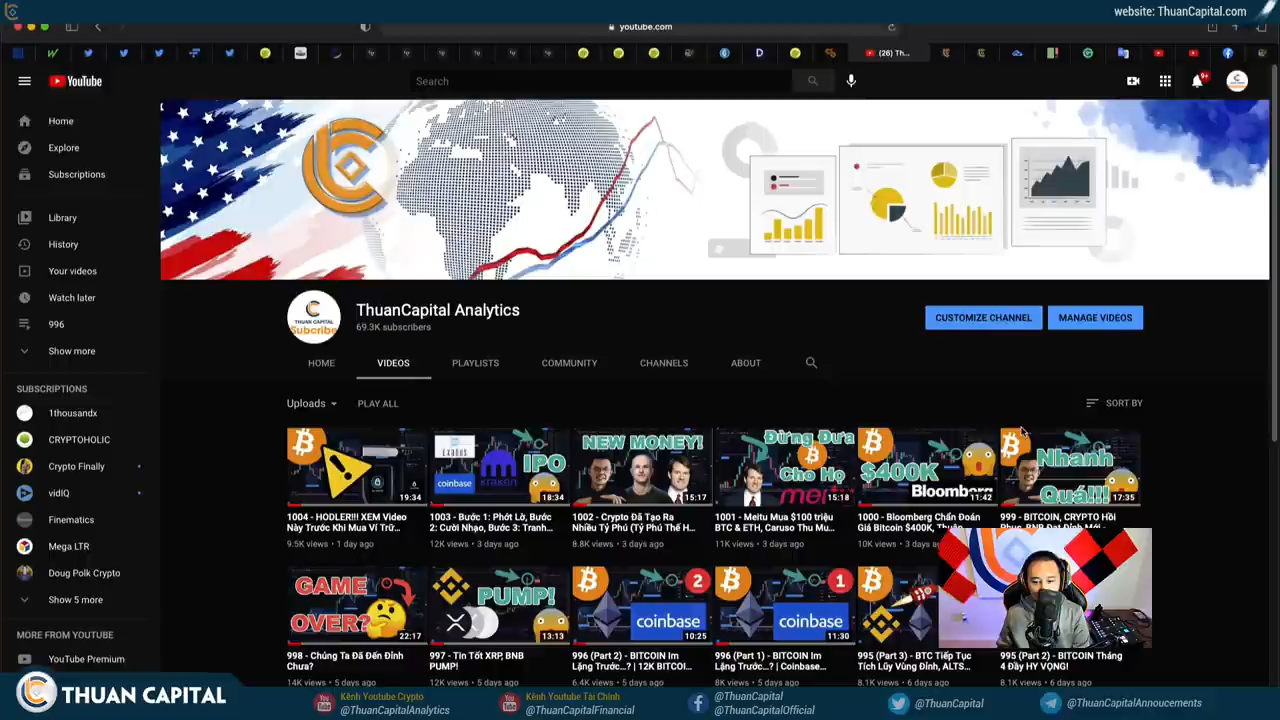 website: ThuanCapital.com
youtube.com
(26) Th...
YouTube
Search
9+
Home
Explore
Subscriptions
Library
History
Your videos
Watch later
996
Show more
SUBSCRIPTIONS
1thousandx
CRYPTOHOLIC
Crypto Finally
vidIQ
Finematics
Mega LTR
Doug Polk Crypto
Show 5 more
MORE FROM YOUTUBE
YouTube Premium
THUAN CAPITAL
Subcribe
ThuanCapital Analytics
69.3K subscribers
CUSTOMIZE CHANNEL
MANAGE VIDEOS
HOME
VIDEOS
PLAYLISTS
COMMUNITY
CHANNELS
ABOUT
Uploads
PLAY ALL
SORT BY
19:34
EXODUS
coinbase
KRAKEN
IPO
18:34
NEW MONEY!
15:17
Đừng Đưa
Cho Họ
meitu
15:18
$400K
Bloomberg
11:42
Nhanh
Quá!!!
17:35
1004 - HODLER!!! XEM Video
Này Trước Khi Mua Ví Trữ...
9.5K views • 1 day ago
1003 - Bước 1: Phớt Lờ, Bước
2: Cười Nhạo, Bước 3: Tranh...
12K views • 3 days ago
1002 - Crypto Đã Tạo Ra
Nhiều Tỷ Phú (Tỷ Phú Thế H...
8.8K views • 3 days ago
1001 - Meitu Mua $100 triệu
BTC & ETH, Caruso Thu Mu...
11K views • 3 days ago
1000 - Bloomberg Chẩn Đoán
Giá Bitcoin $400K, Thuận
10K views • 3 days
999 - BITCOIN, CRYPTO Hồi
GAME
OVER?
22:17
PUMP!
13:13
2
coinbase
10:25
1
coinbase
11:30
998 - Chúng Ta Đã Đến Đỉnh
Chưa?
14K views • 5 days ago
997 - Tin Tốt XRP, BNB
PUMP!
12K views • 5 days ago
996 (Part 2) - BITCOIN Im
Lặng Trước...? | 12K BITCOI...
6.4K views • 5 days ago
996 (Part 1) - BITCOIN Im
Lặng Trước...? | Coinbase...
7.9K views • 5 days ago
995 (Part 3) - BTC Tiếp Tục
Tích Lũy Vùng Đỉnh, ALTS...
8.1K views • 6 days ago
995 (Part 2) - BITCOIN Tháng
4 Đầy HY VỌNG!
8.1K views • 6 days ago
THUAN CAPITAL
Kênh Youtube Crypto
@ThuanCapitalAnalytics
Kênh Youtube Tài Chính
@ThuanCapitalFinancial
@ThuanCapital
@ThuanCapitalOfficial
@ThuanCapital
@ThuanCapitalAnnoucements